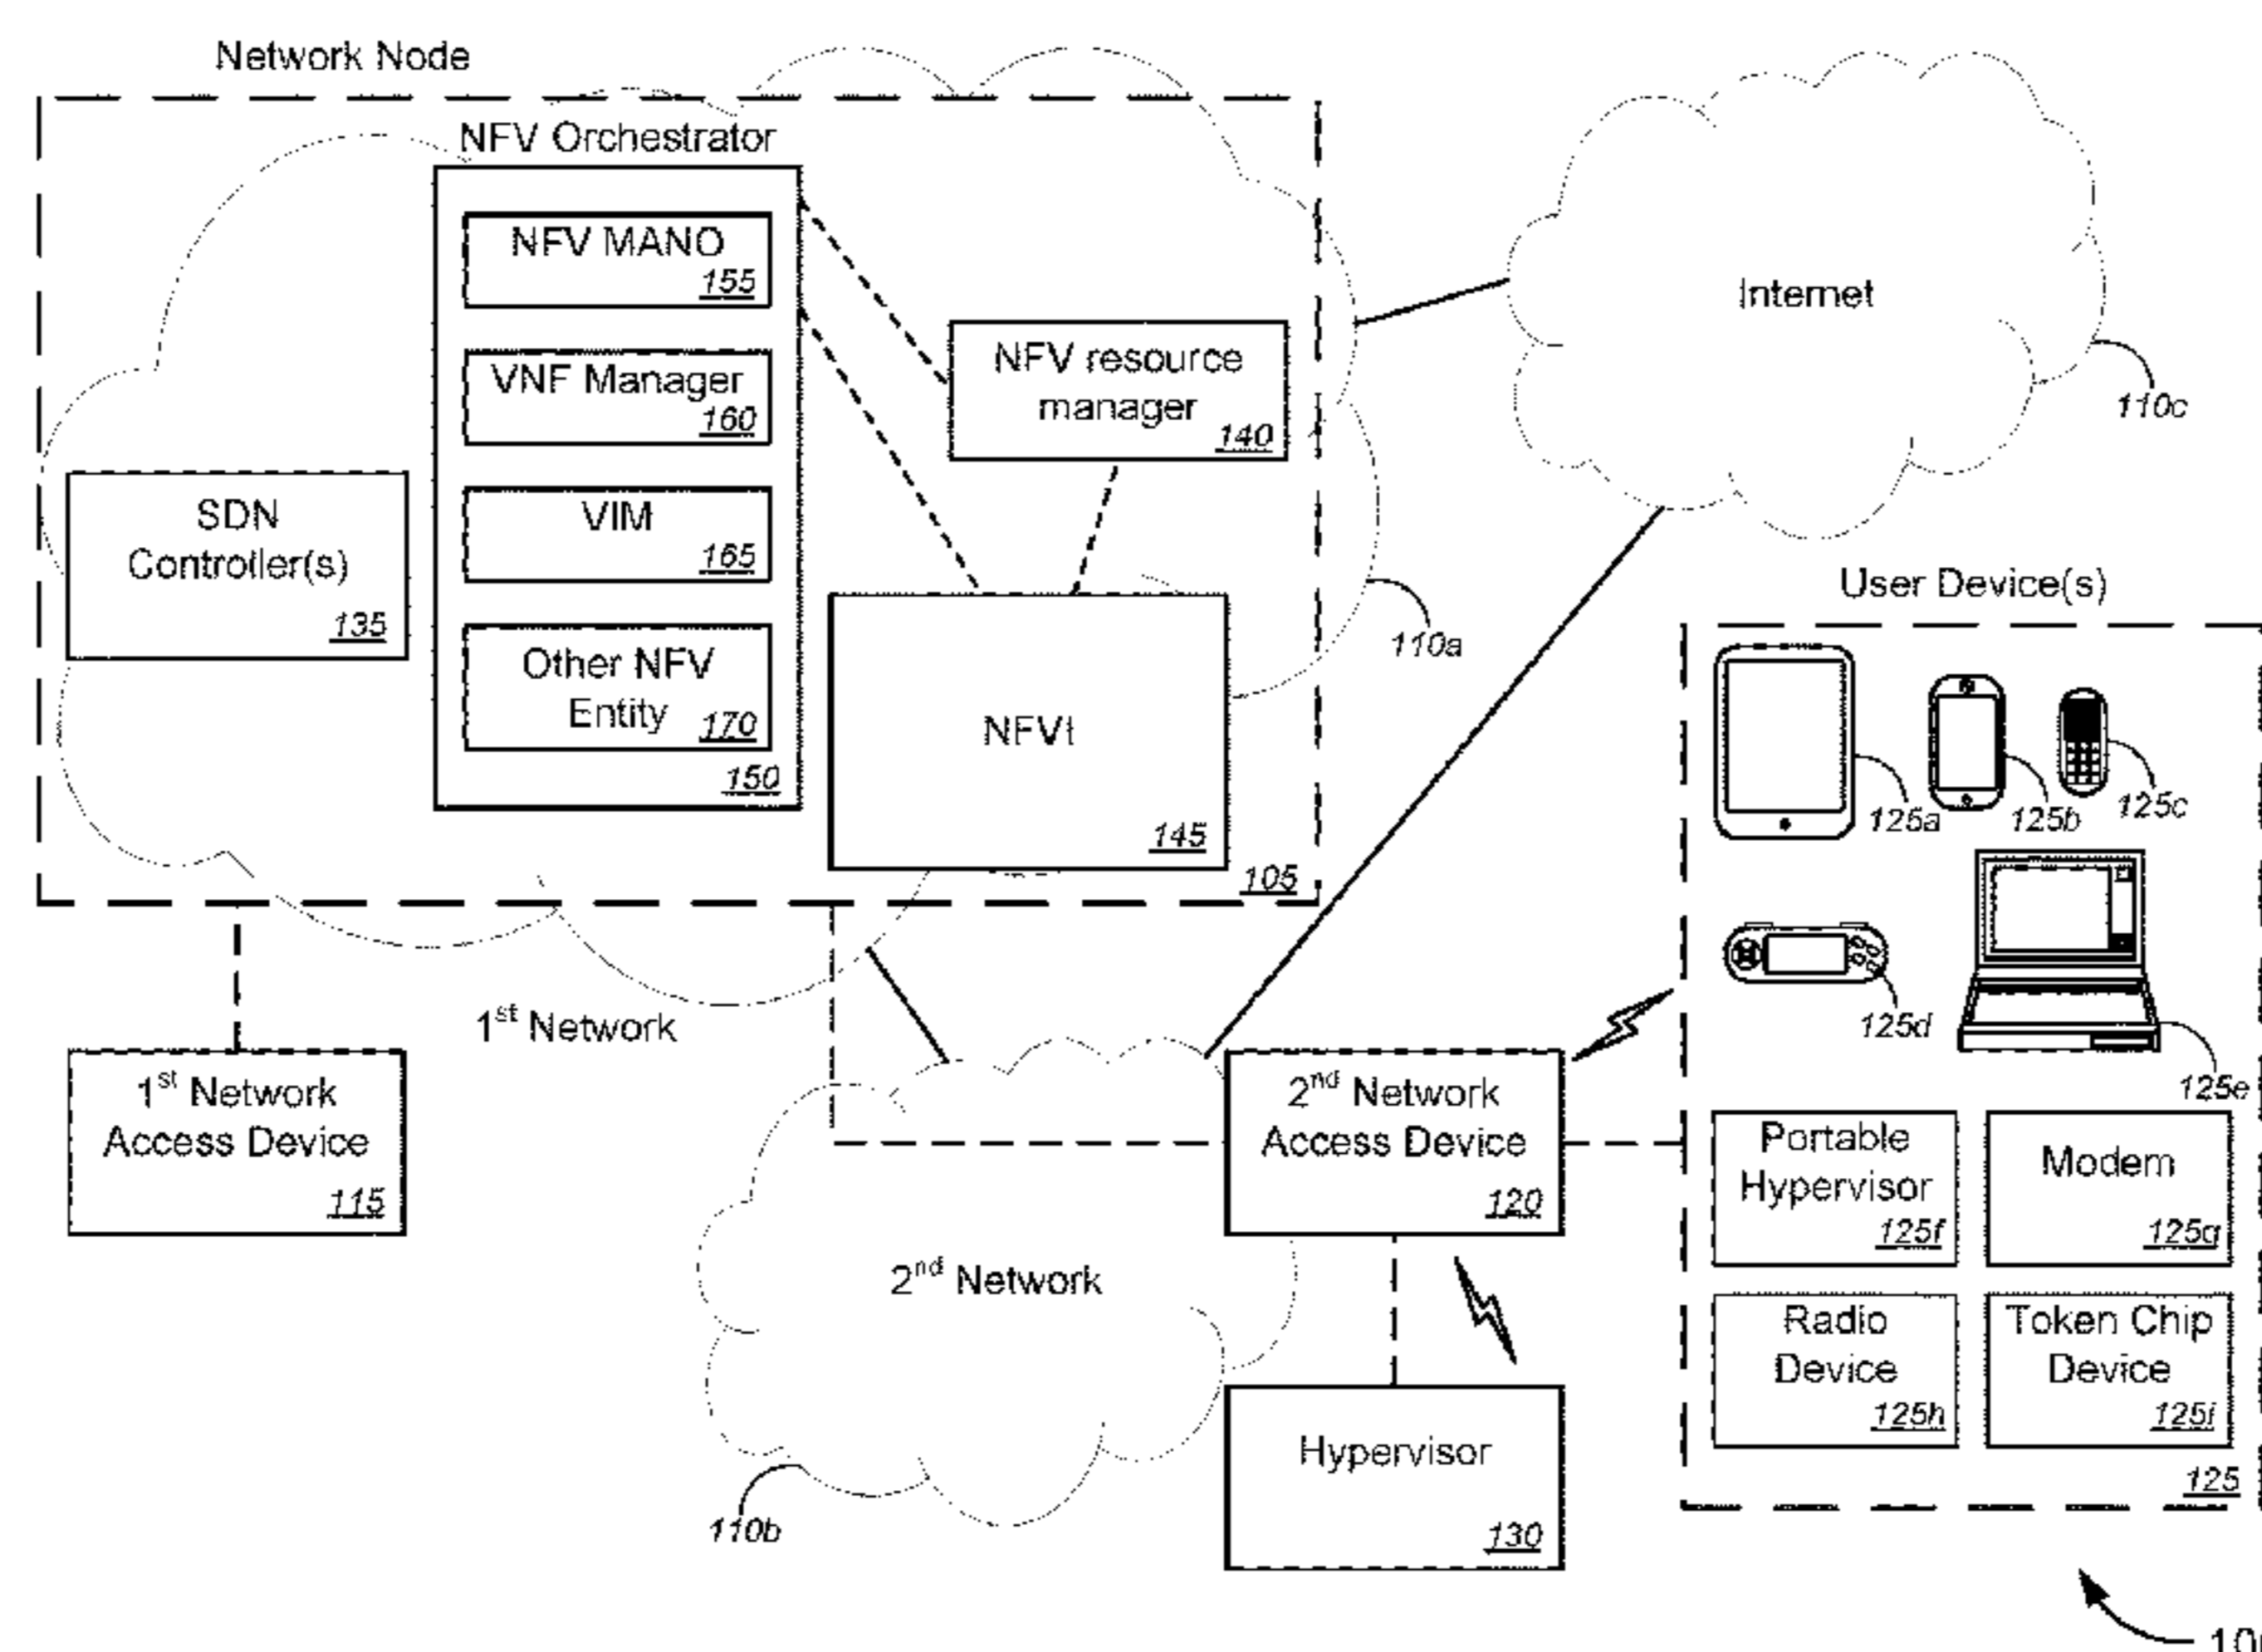 Network Node
NFV Orchestrator
NFV MANO
155
VNF Manager
160
VIM
165
Other NFV
Entity 170
150
SDN
Controller(s)
135
NFV resource
manager
140
NFVI
145
105
110a
Internet
110c
1st Network
1st Network
Access Device
115
2nd Network
110b
2nd Network
Access Device
120
Hypervisor
130
User Device(s)
125a
125b
125c
125d
125e
Portable
Hypervisor
125f
Modem
125g
Radio
Device
125h
Token Chip
Device
125i
125